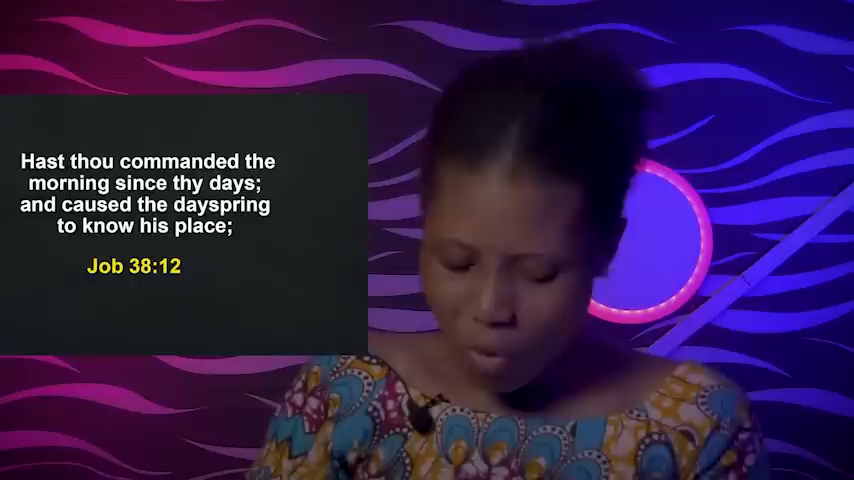 Hast thou commanded the
morning since thy days;
and caused the dayspring
to know his place;
Job 38:12